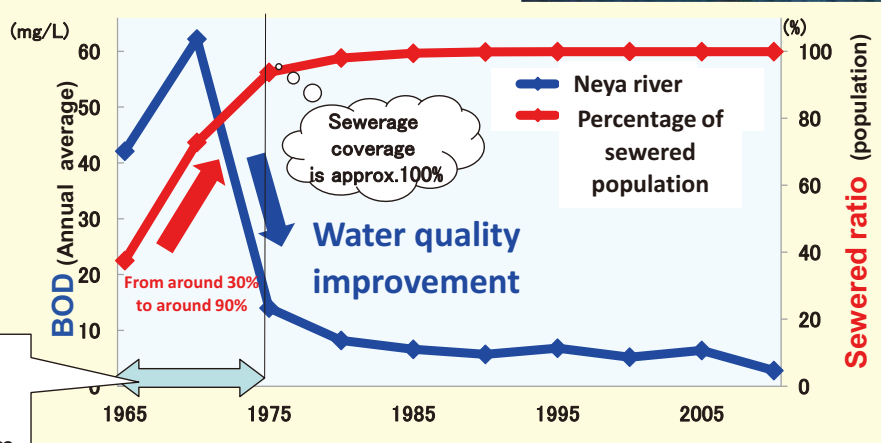 (mg/L)
(%)
60
50
40
30
20
10
0
BOD (Annual average)
100
80
60
40
20
0
Sewered ratio (population)
Neya river
Percentage of
sewered
population
Sewerage
coverage
is approx.100%
Water quality
improvement
From around 30%
to around 90%
1965
1975
1985
1995
2005